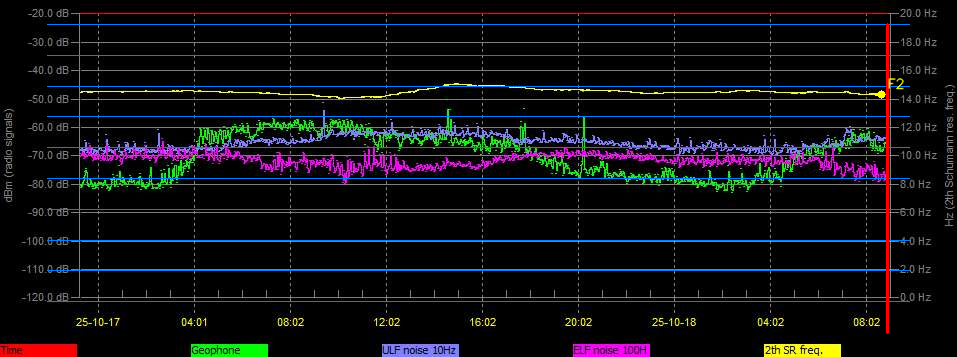 -20.0 dB
20.0 Hz
-30.0 dB
18.0 Hz
-40.0 dB
16.0 Hz
F2
-50.0 dB
14.0 Hz
-60.0 dB
12.0 Hz
-70.0 dB
10.0 Hz
-80.0 dB
8.0 Hz
-90.0 dB
6.0 Hz
-100.0 dB
4.0 Hz
-110.0 dB
2.0 Hz
-120.0 dB
0.0 Hz
dBm (radio signals)
Hz (2th Schumann res. freq.)
25-10-17 04:01 08:02 12:02 16:02 20:02 25-10-18 04:02 08:02
Time Geophone ULF noise 10Hz ELF noise 100H 2th SR freq.